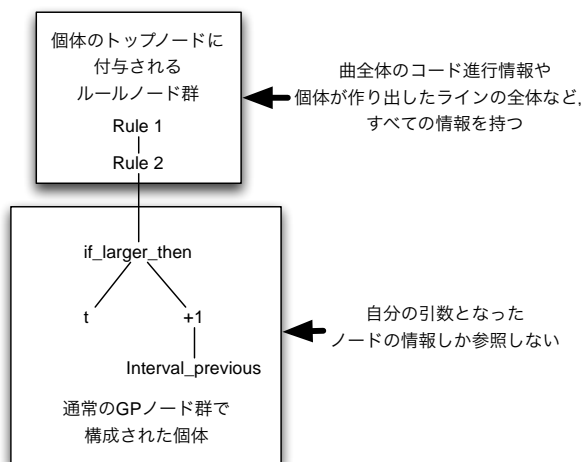 個体のトップノードに
付与される
ルールノード群
Rule 1
Rule 2
曲全体のコード進行情報や
個体が作り出したラインの全体など,
すべての情報を持つ
if_larger_then
t
+1
Interval_previous
自分の引数となった
ノードの情報しか参照しない
通常のGPノード群で
構成された個体